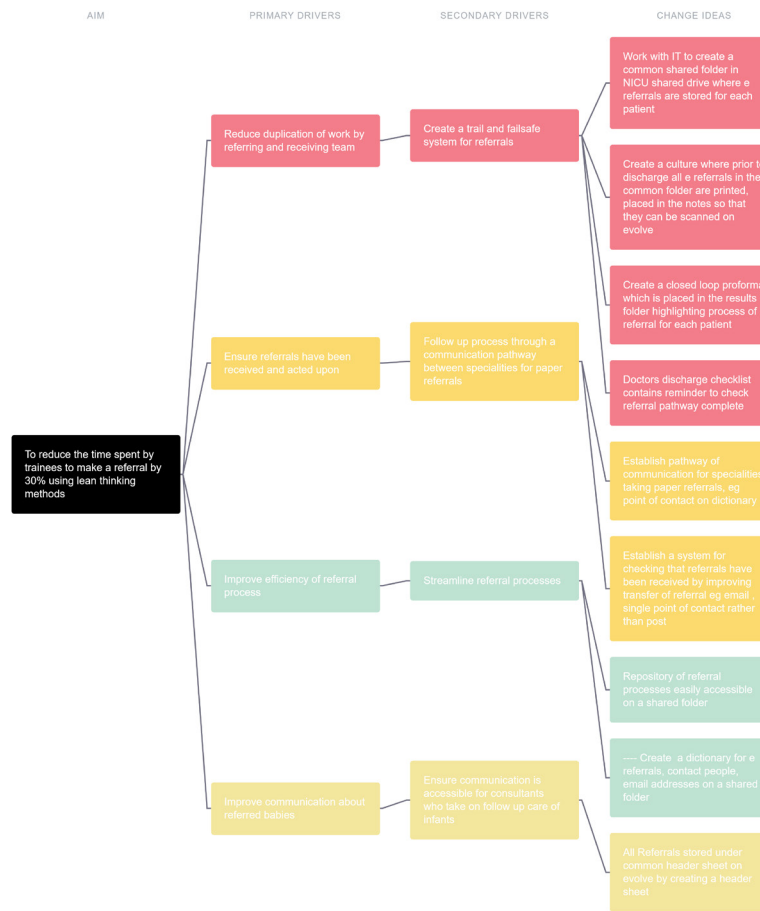 AIM
PRIMARY DRIVERS
SECONDARY DRIVERS
CHANGE IDEAS
To reduce the time spent by
trainees to make a referral by
30% using lean thinking
methods
Reduce duplication of work by
referring and receiving team
Ensure referrals have been
received and acted upon
Improve efficiency of referral
process
Improve communication about
referred babies
Create a trail and failsafe
system for referrals
Follow up process through a
communication pathway
between specialities for paper
referrals
Streamline referral processes
Ensure communication is
accessible for consultants
who take on follow up care of
infants
Work with IT to create a
common shared folder in
NICU shared drive where e
referrals are stored for each
patient
Create a culture where prior to
discharge all e referrals in the
common folder are printed,
placed in the notes so that
they can be scanned on
evolve
Create a closed loop proforma
which is placed in the results
folder highlighting process of
referral for each patient
Doctors discharge checklist
contains reminder to check
referral pathway complete
Establish pathway of
communication for specialities
taking paper referrals, eg
point of contact on dictionary
Establish a system for
checking that referrals have
been received by improving
transfer of referral eg email ,
single point of contact rather
than post
Repository of referral
processes easily accessible
on a shared folder
---- Create a dictionary for e
referrals, contact people,
email addresses on a shared
folder
All Referrals stored under
common header sheet on
evolve by creating a header
sheet